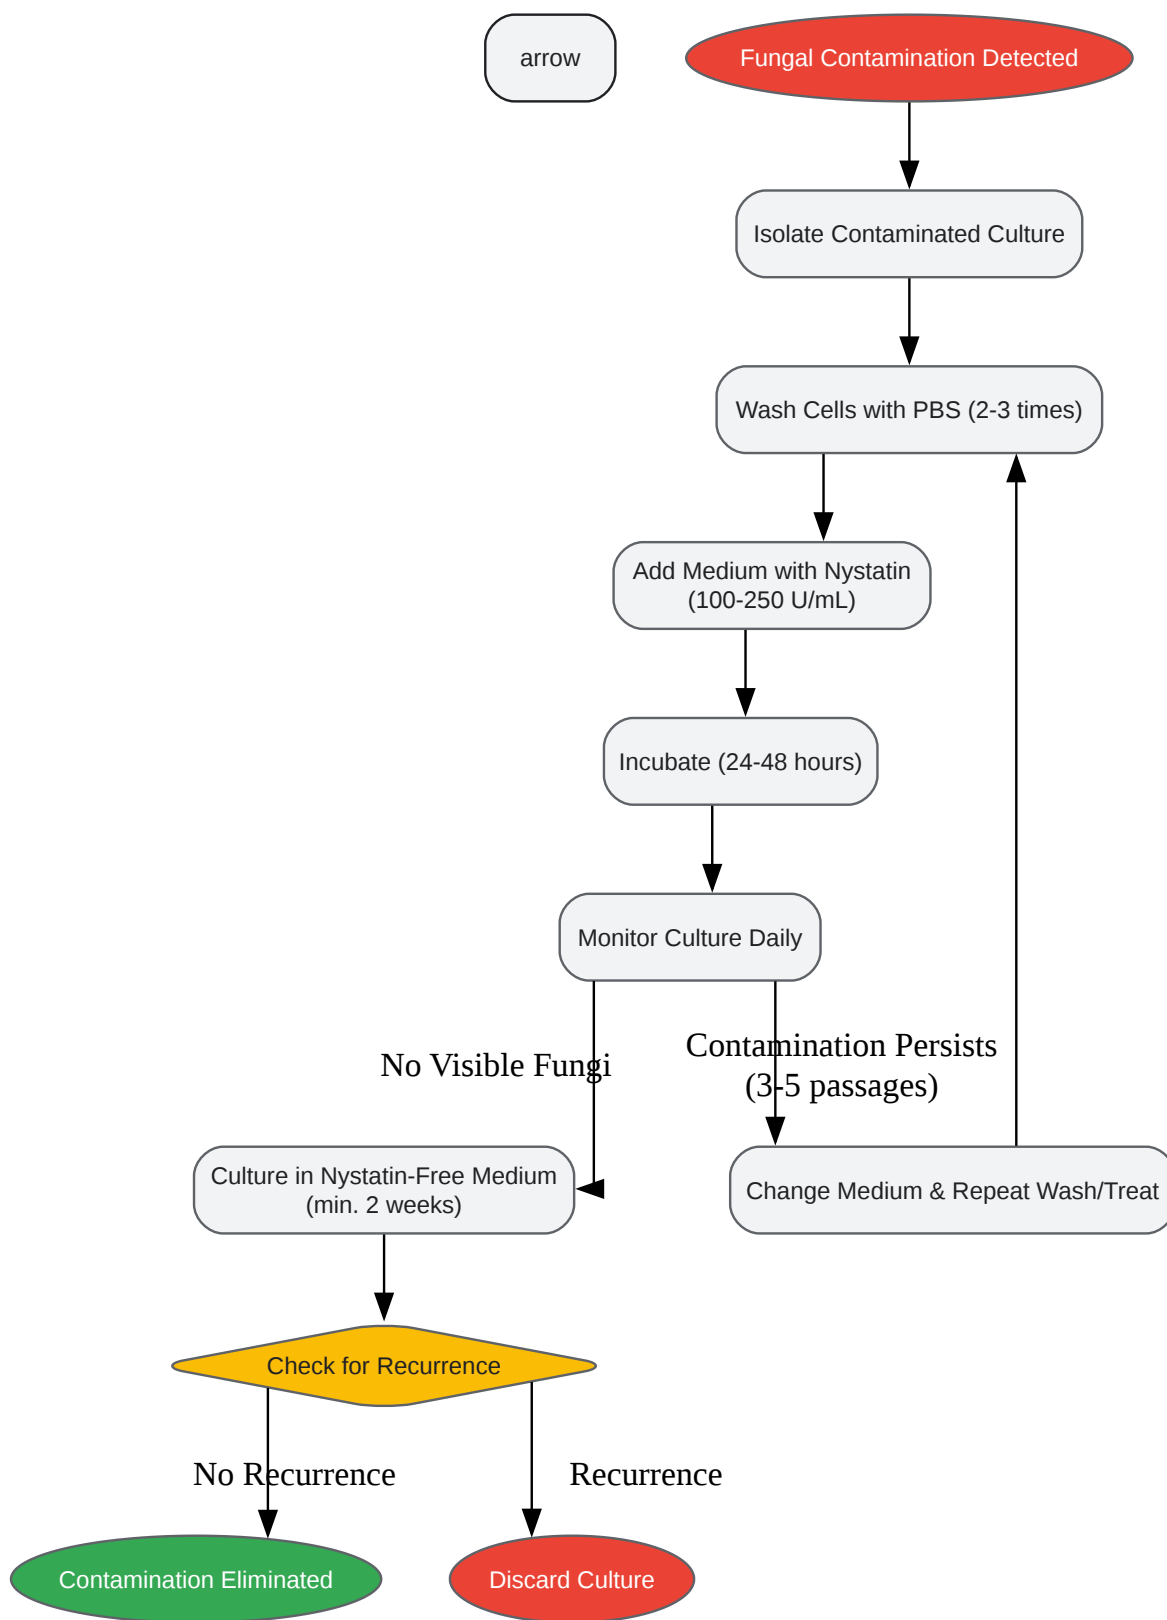 arrow
Fungal Contamination Detected
Isolate Contaminated Culture
Wash Cells with PBS (2-3 times)
Add Medium with Nystatin
(100-250 U/mL)
Incubate (24-48 hours)
Monitor Culture Daily
No Visible Fungi
Contamination Persists
(3-5 passages)
Culture in Nystatin-Free Medium
(min. 2 weeks)
Change Medium & Repeat Wash/Treat
Check for Recurrence
No Recurrence
Recurrence
Contamination Eliminated
Discard Culture